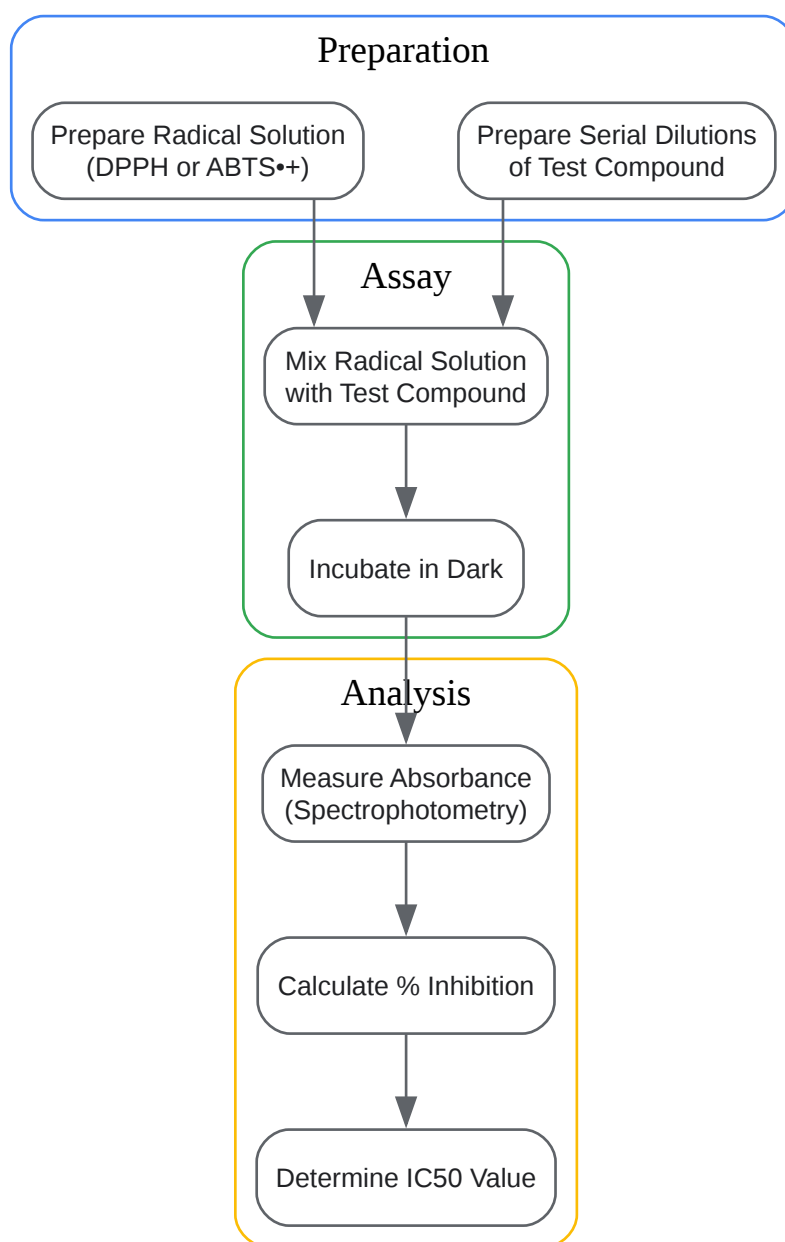 Preparation
Prepare Radical Solution
(DPPH or ABTS•+)
Prepare Serial Dilutions
of Test Compound
Assay
Mix Radical Solution
with Test Compound
Incubate in Dark
Analysis
Measure Absorbance
(Spectrophotometry)
Calculate % Inhibition
Determine IC50 Value